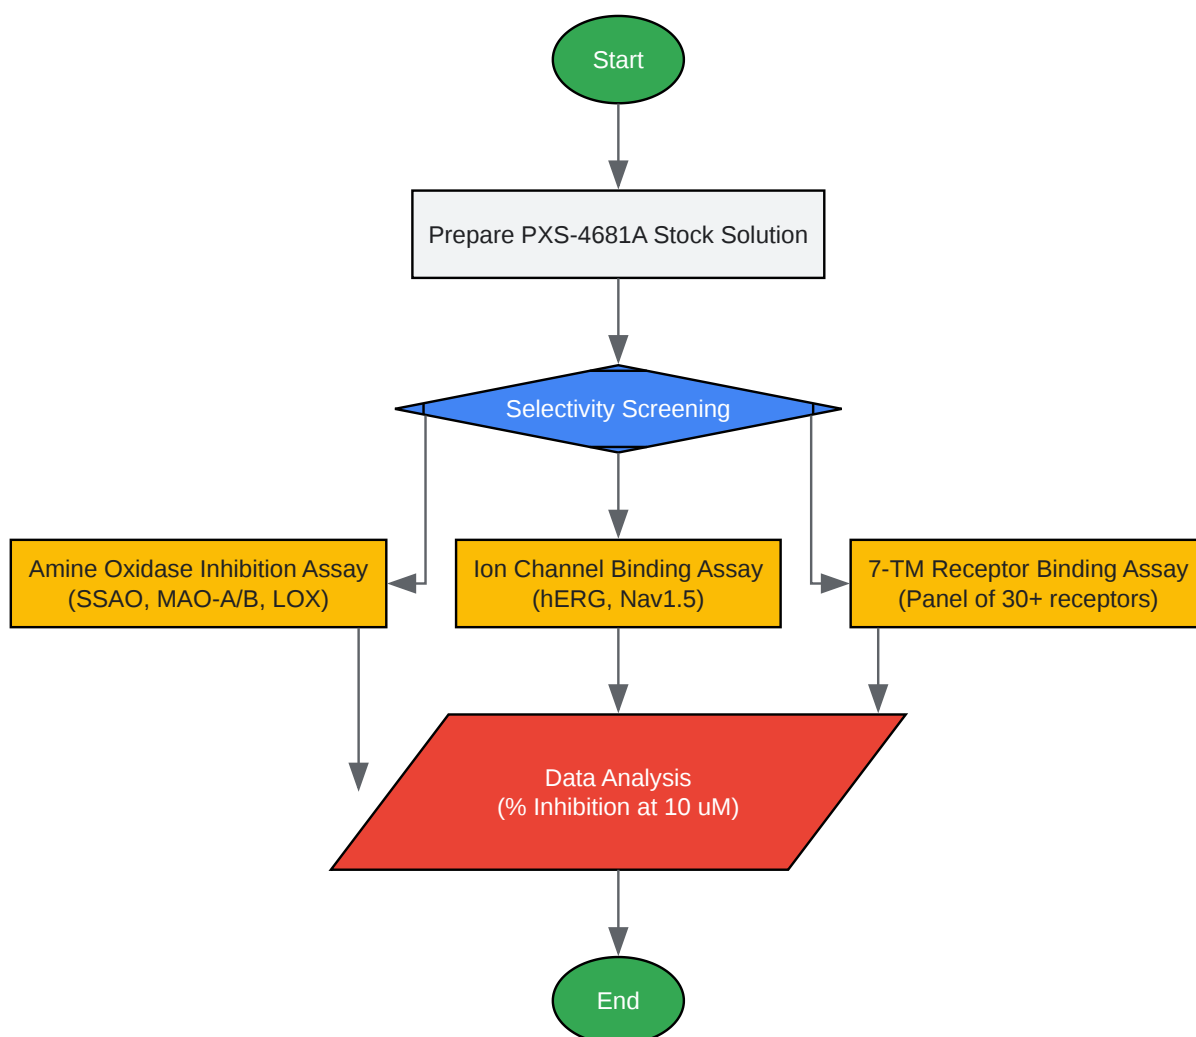 Start
Prepare PXS-4681A Stock Solution
Selectivity Screening
Amine Oxidase Inhibition Assay
(SSAO, MAO-A/B, LOX)
Ion Channel Binding Assay
(hERG, Nav1.5)
7-TM Receptor Binding Assay
(Panel of 30+ receptors)
Data Analysis
(% Inhibition at 10 uM)
End